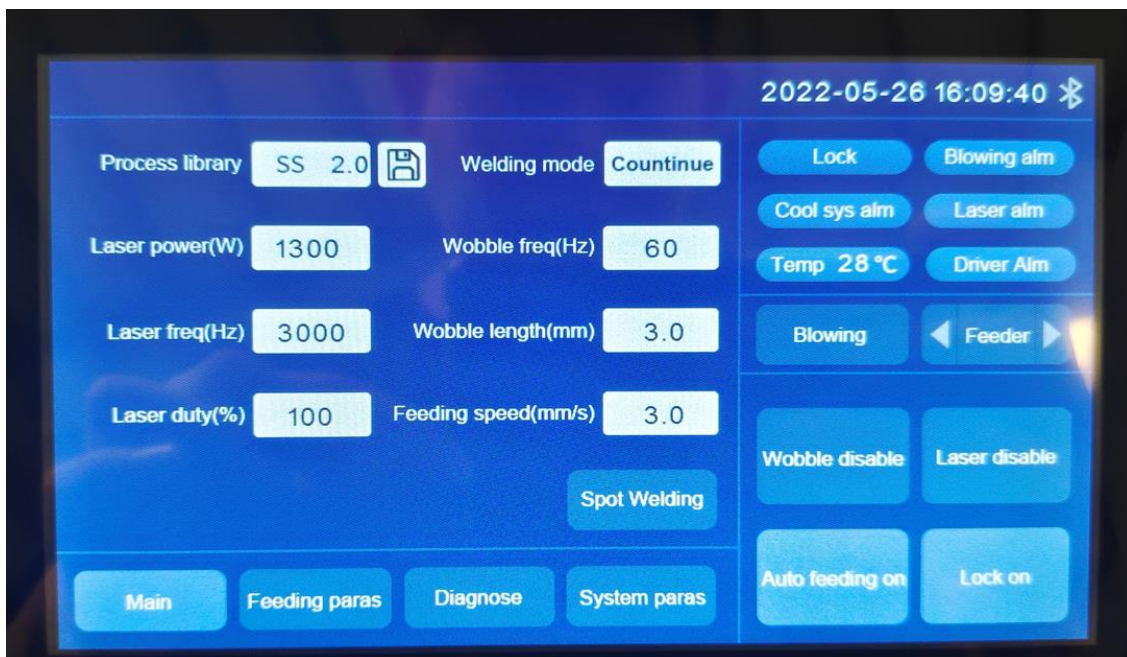 2022-05-26 16:09:40
Process library SS 2.0 Welding mode Countinue
Laser power(W) 1300 Wobble freq(Hz) 60
Laser freq(Hz) 3000 Wobble length(mm) 3.0
Laser duty(%) 100 Feeding speed(mm/s) 3.0
Spot Welding
Main Feeding paras Diagnose System paras
Lock Blowing alm
Cool sys alm Laser alm
Temp 28℃ Driver Alm
Blowing Feeder
Wobble disable Laser disable
Auto feeding on Lock on